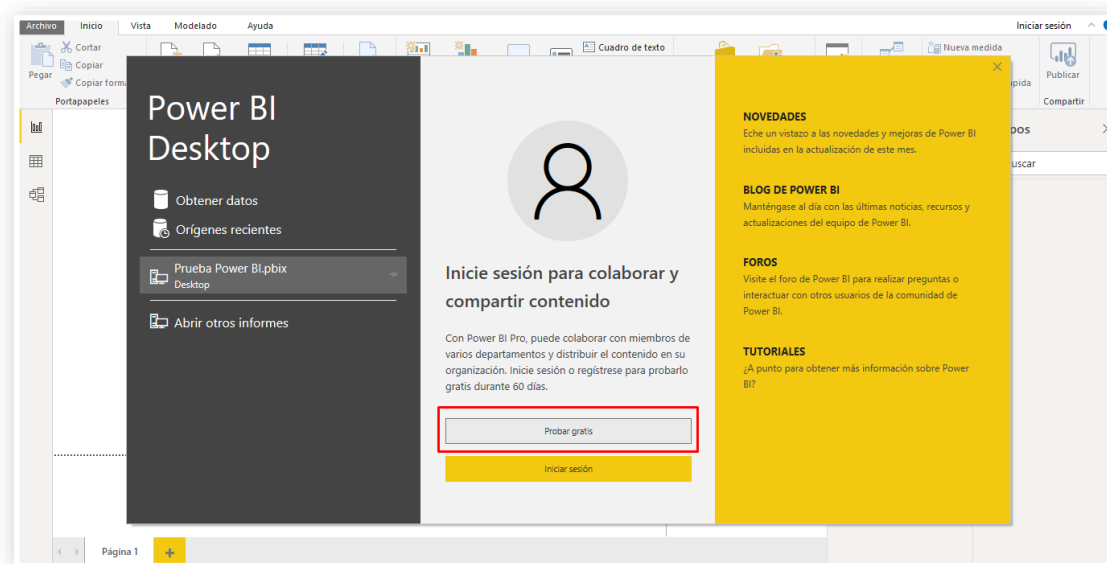 Archivo Inicio Vista Modelado Ayuda Iniciar sesión
Cortar
Copiar
Pegar
Portapapeles
Cuadro de texto
Nueva medida
Publicar
Compartir
Power BI
Desktop
Obtener datos
Orígenes recientes
Prueba Power BI.pbix
Desktop
Abrir otros informes
Inicie sesión para colaborar y
compartir contenido
Con Power BI Pro, puede colaborar con miembros de
varios departamentos y distribuir el contenido en su
organización. Inicie sesión o regístrese para probarlo
gratis durante 60 días.
Probar gratis
Iniciar sesión
NOVEDADES
Eche un vistazo a las novedades y mejoras de Power BI
incluidas en la actualización de este mes.
BLOG DE POWER BI
Manténgase al día con las últimas noticias, recursos y
actualizaciones del equipo de Power BI.
FOROS
Visite el foro de Power BI para realizar preguntas o
interactuar con otros usuarios de la comunidad de
Power BI.
TUTORIALES
¿A punto para obtener más información sobre Power
BI?
Página 1